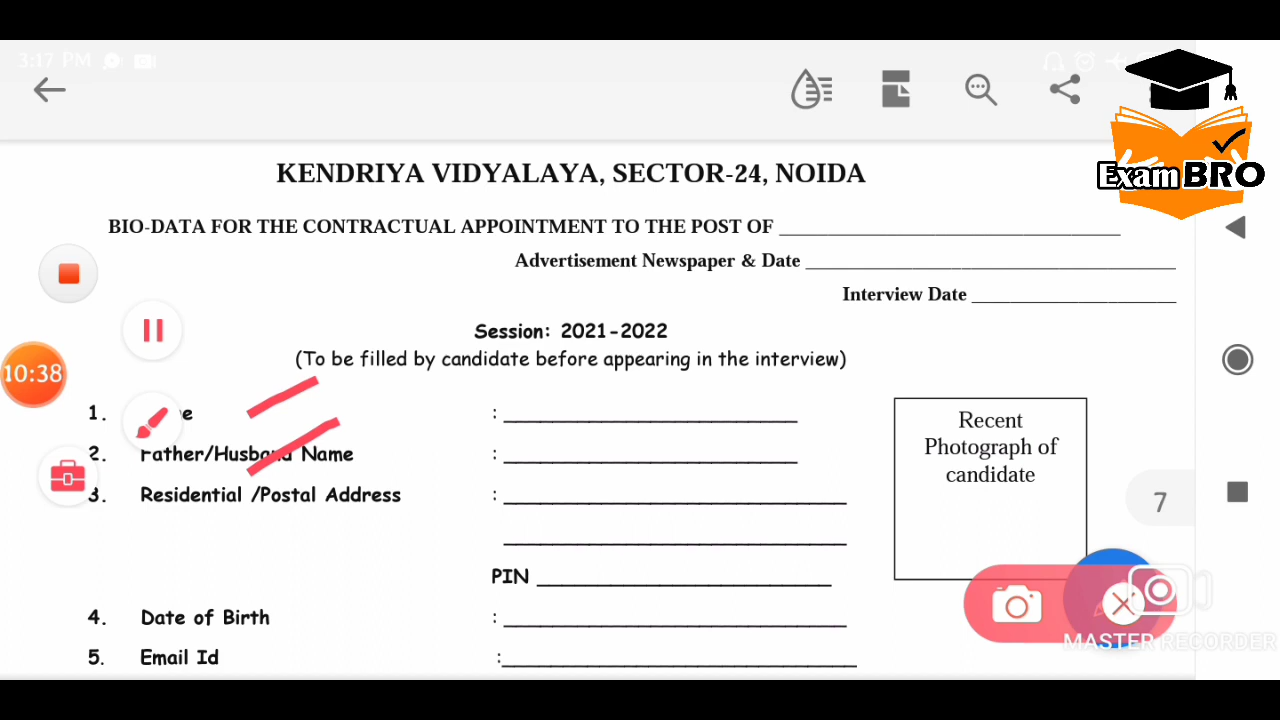 3:17 PM
Exam BRO
KENDRIYA VIDYALAYA, SECTOR-24, NOIDA
BIO-DATA FOR THE CONTRACTUAL APPOINTMENT TO THE POST OF
Advertisement Newspaper & Date
Interview Date
Session: 2021-2022
(To be filled by candidate before appearing in the interview)
10:38
1. :
2. Father/Husband Name :
3. Residential /Postal Address :
PIN
4. Date of Birth :
5. Email Id :
Recent
Photograph of
candidate
7
MASTER RECORDER